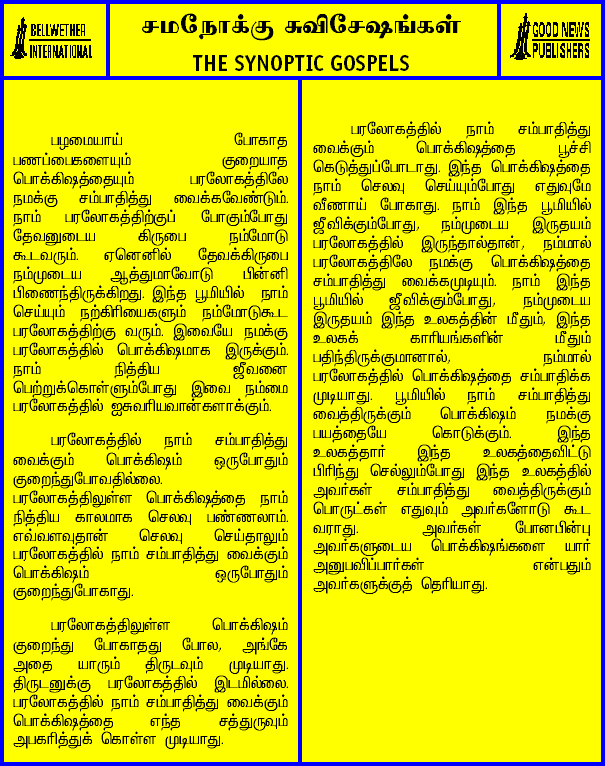 BELLWETHER
INTERNATIONAL
சமநோக்கு சுவிசேஷங்கள்
THE SYNOPTIC GOSPELS
GOOD NEWS
PUBLISHERS
பழமையாய் போகாத
பணப்பைகளையும் குறையாத
பொக்கிஷத்தையும் பரலோகத்திலே
நமக்கு சம்பாதித்து வைக்கவேண்டும்.
நாம் பரலோகத்திற்குப் போகும்போது
தேவனுடைய கிருபை நம்மோடு
கூடவரும். ஏனெனில் தேவக்கிருபை
நம்முடைய ஆத்துமாவோடு பின்னி
பிணைந்திருக்கிறது. இந்த பூமியில் நாம்
செய்யும் நற்கிரியைகளும் நம்மோடுகூட
பரலோகத்திற்கு வரும். இவையே நமக்கு
பரலோகத்தில் பொக்கிஷமாக இருக்கும்.
நாம் நித்திய ஜீவனை
பெற்றுக்கொள்ளும்போது இவை நம்மை
பரலோகத்தில் ஐசுவரியவான்களாக்கும்.
பரலோகத்தில் நாம் சம்பாதித்து
வைக்கும் பொக்கிஷம் ஒருபோதும்
குறைந்துபோவதில்லை.
பரலோகத்திலுள்ள பொக்கிஷத்தை நாம்
நித்திய காலமாக செலவு பண்ணலாம்.
எவ்வளவுதான் செலவு செய்தாலும்
பரலோகத்தில் நாம் சம்பாதித்து வைக்கும்
பொக்கிஷம் ஒருபோதும்
குறைந்துபோகாது.
பரலோகத்திலுள்ள பொக்கிஷம்
குறைந்து போகாதது போல, அங்கே
அதை யாரும் திருடவும் முடியாது.
திருடனுக்கு பரலோகத்தில் இடமில்லை.
பரலோகத்தில் நாம் சம்பாதித்து வைக்கும்
பொக்கிஷத்தை எந்த சத்துருவும்
அபகரித்துக் கொள்ள முடியாது.
பரலோகத்தில் நாம் சம்பாதித்து
வைக்கும் பொக்கிஷத்தை பூச்சி
கெடுத்துப்போடாது. இந்த பொக்கிஷத்தை
நாம் செலவு செய்யும்போது எதுவுமே
வீணாய் போகாது. நாம் இந்த பூமியில்
ஜீவிக்கும்போது, நம்முடைய இருதயம்
பரலோகத்தில் இருந்தால்தான், நம்மால்
பரலோகத்திலே நமக்கு பொக்கிஷத்தை
சம்பாதித்து வைக்கமுடியும். நாம் இந்த
பூமியில் ஜீவிக்கும்போது, நம்முடைய
இருதயம் இந்த உலகத்தின் மீதும், இந்த
உலகக் காரியங்களின் மீதும்
பதிந்திருக்குமானால், நம்மால்
பரலோகத்தில் பொக்கிஷத்தை சம்பாதிக்க
முடியாது. பூமியில் நாம் சம்பாதித்து
வைத்திருக்கும் பொக்கிஷம் நமக்கு
பயத்தையே கொடுக்கும். இந்த
உலகத்தார் இந்த உலகத்தைவிட்டு
பிரிந்து செல்லும்போது இந்த உலகத்தில்
அவர்கள் சம்பாதித்து வைத்திருக்கும்
பொருட்கள் எதுவும் அவர்களோடு கூட
வராது. அவர்கள் போனபின்பு
அவர்களுடைய பொக்கிஷங்களை யார்
அனுபவிப்பார்கள் என்பதும்
அவர்களுக்குத் தெரியாது.